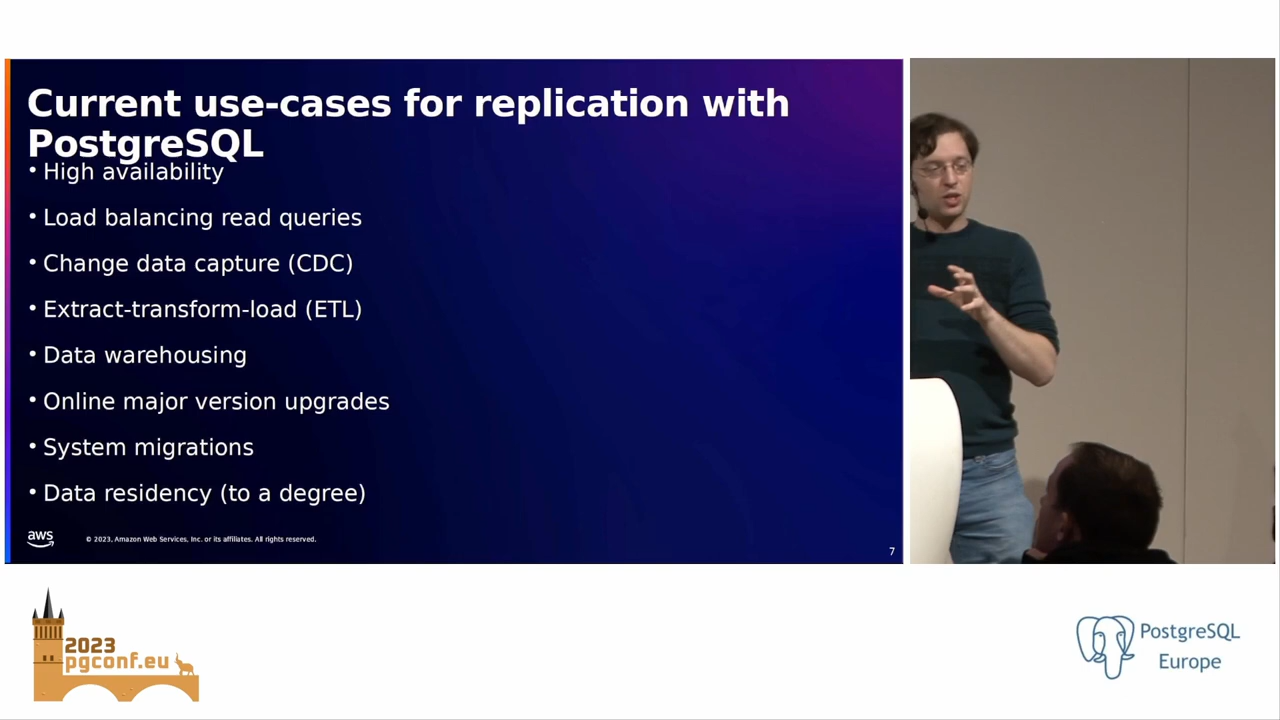 Current use-cases for replication with
PostgreSQL
• High availability
• Load balancing read queries
• Change data capture (CDC)
• Extract-transform-load (ETL)
• Data warehousing
• Online major version upgrades
• System migrations
• Data residency (to a degree)
aws
© 2023, Amazon Web Services, Inc. or its affiliates. All rights reserved.
7
2023
pgconf.eu
PostgreSQL
Europe